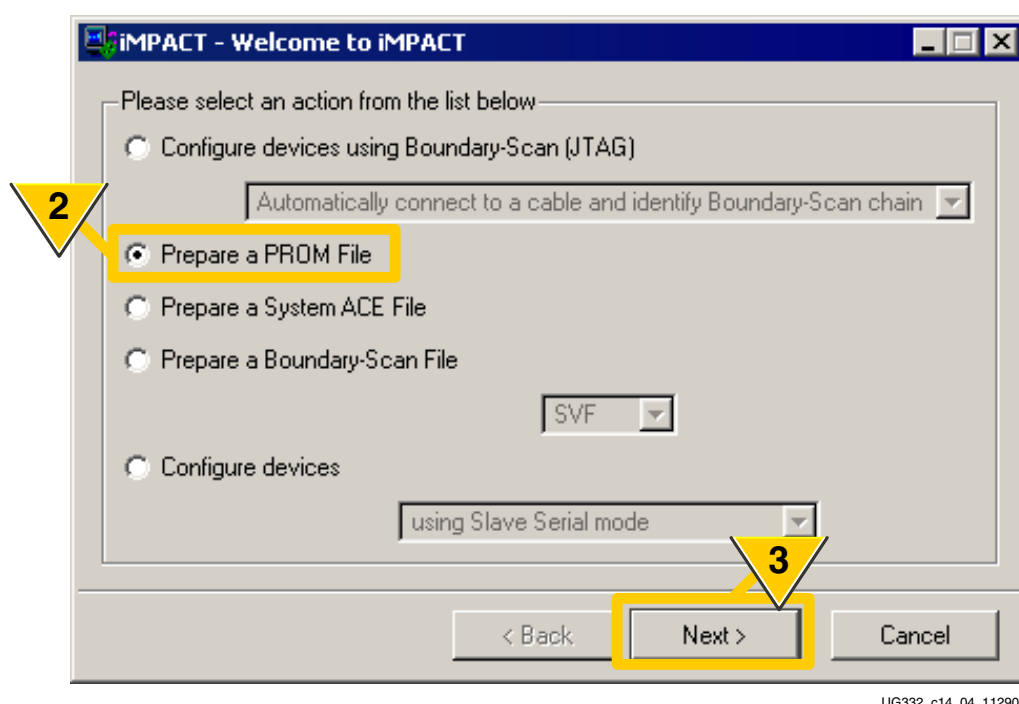 iMPACT - Welcome to iMPACT
Please select an action from the list below
Configure devices using Boundary-Scan (JTAG)
Automatically connect to a cable and identify Boundary-Scan chain
2
Prepare a PROM File
Prepare a System ACE File
Prepare a Boundary-Scan File
SVF
Configure devices
using Slave Serial mode
3
< Back
Next >
Cancel
UG332_c14_04_11290